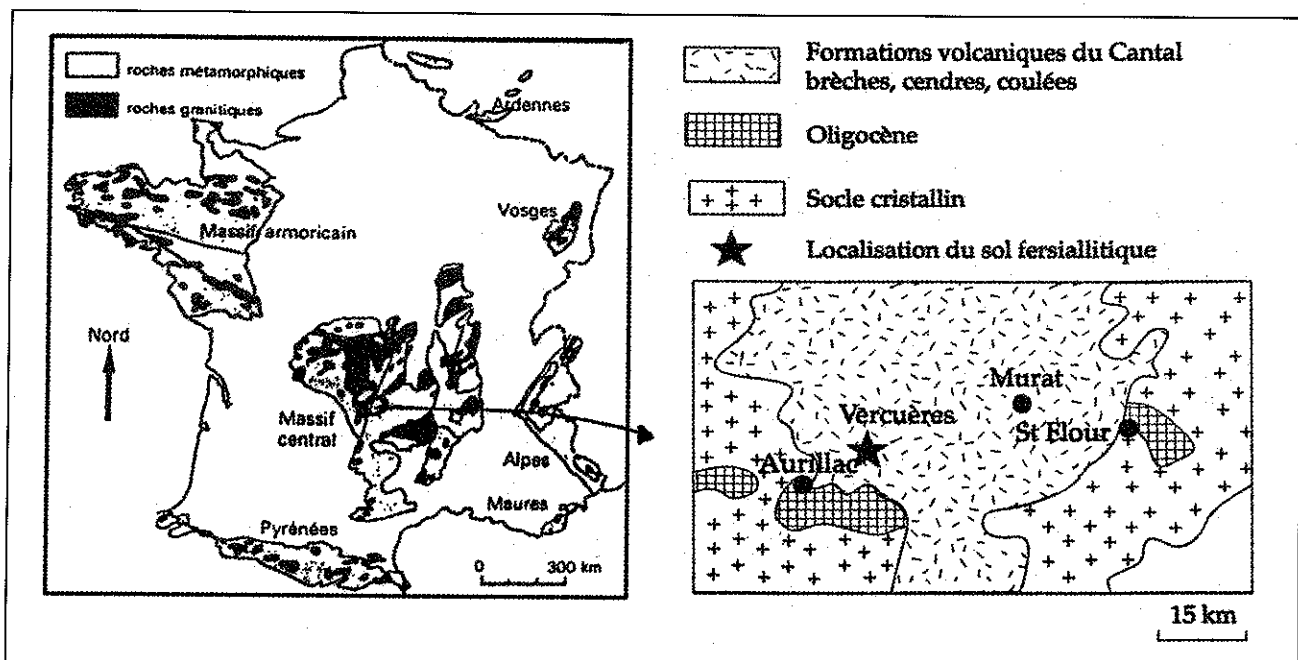 roches métamorphiques
roches granitiques
Ardennes
Vosges
Massif armoricain
Nord
Massif
central
Alpes
Maures
Pyrénées
0 300 km
Formations volcaniques du Cantal
brèches, cendres, coulées
Oligocène
Socle cristallin
Localisation du sol fersiallitique
Murat
Vercuères
St Flour
Aurillac
15 km